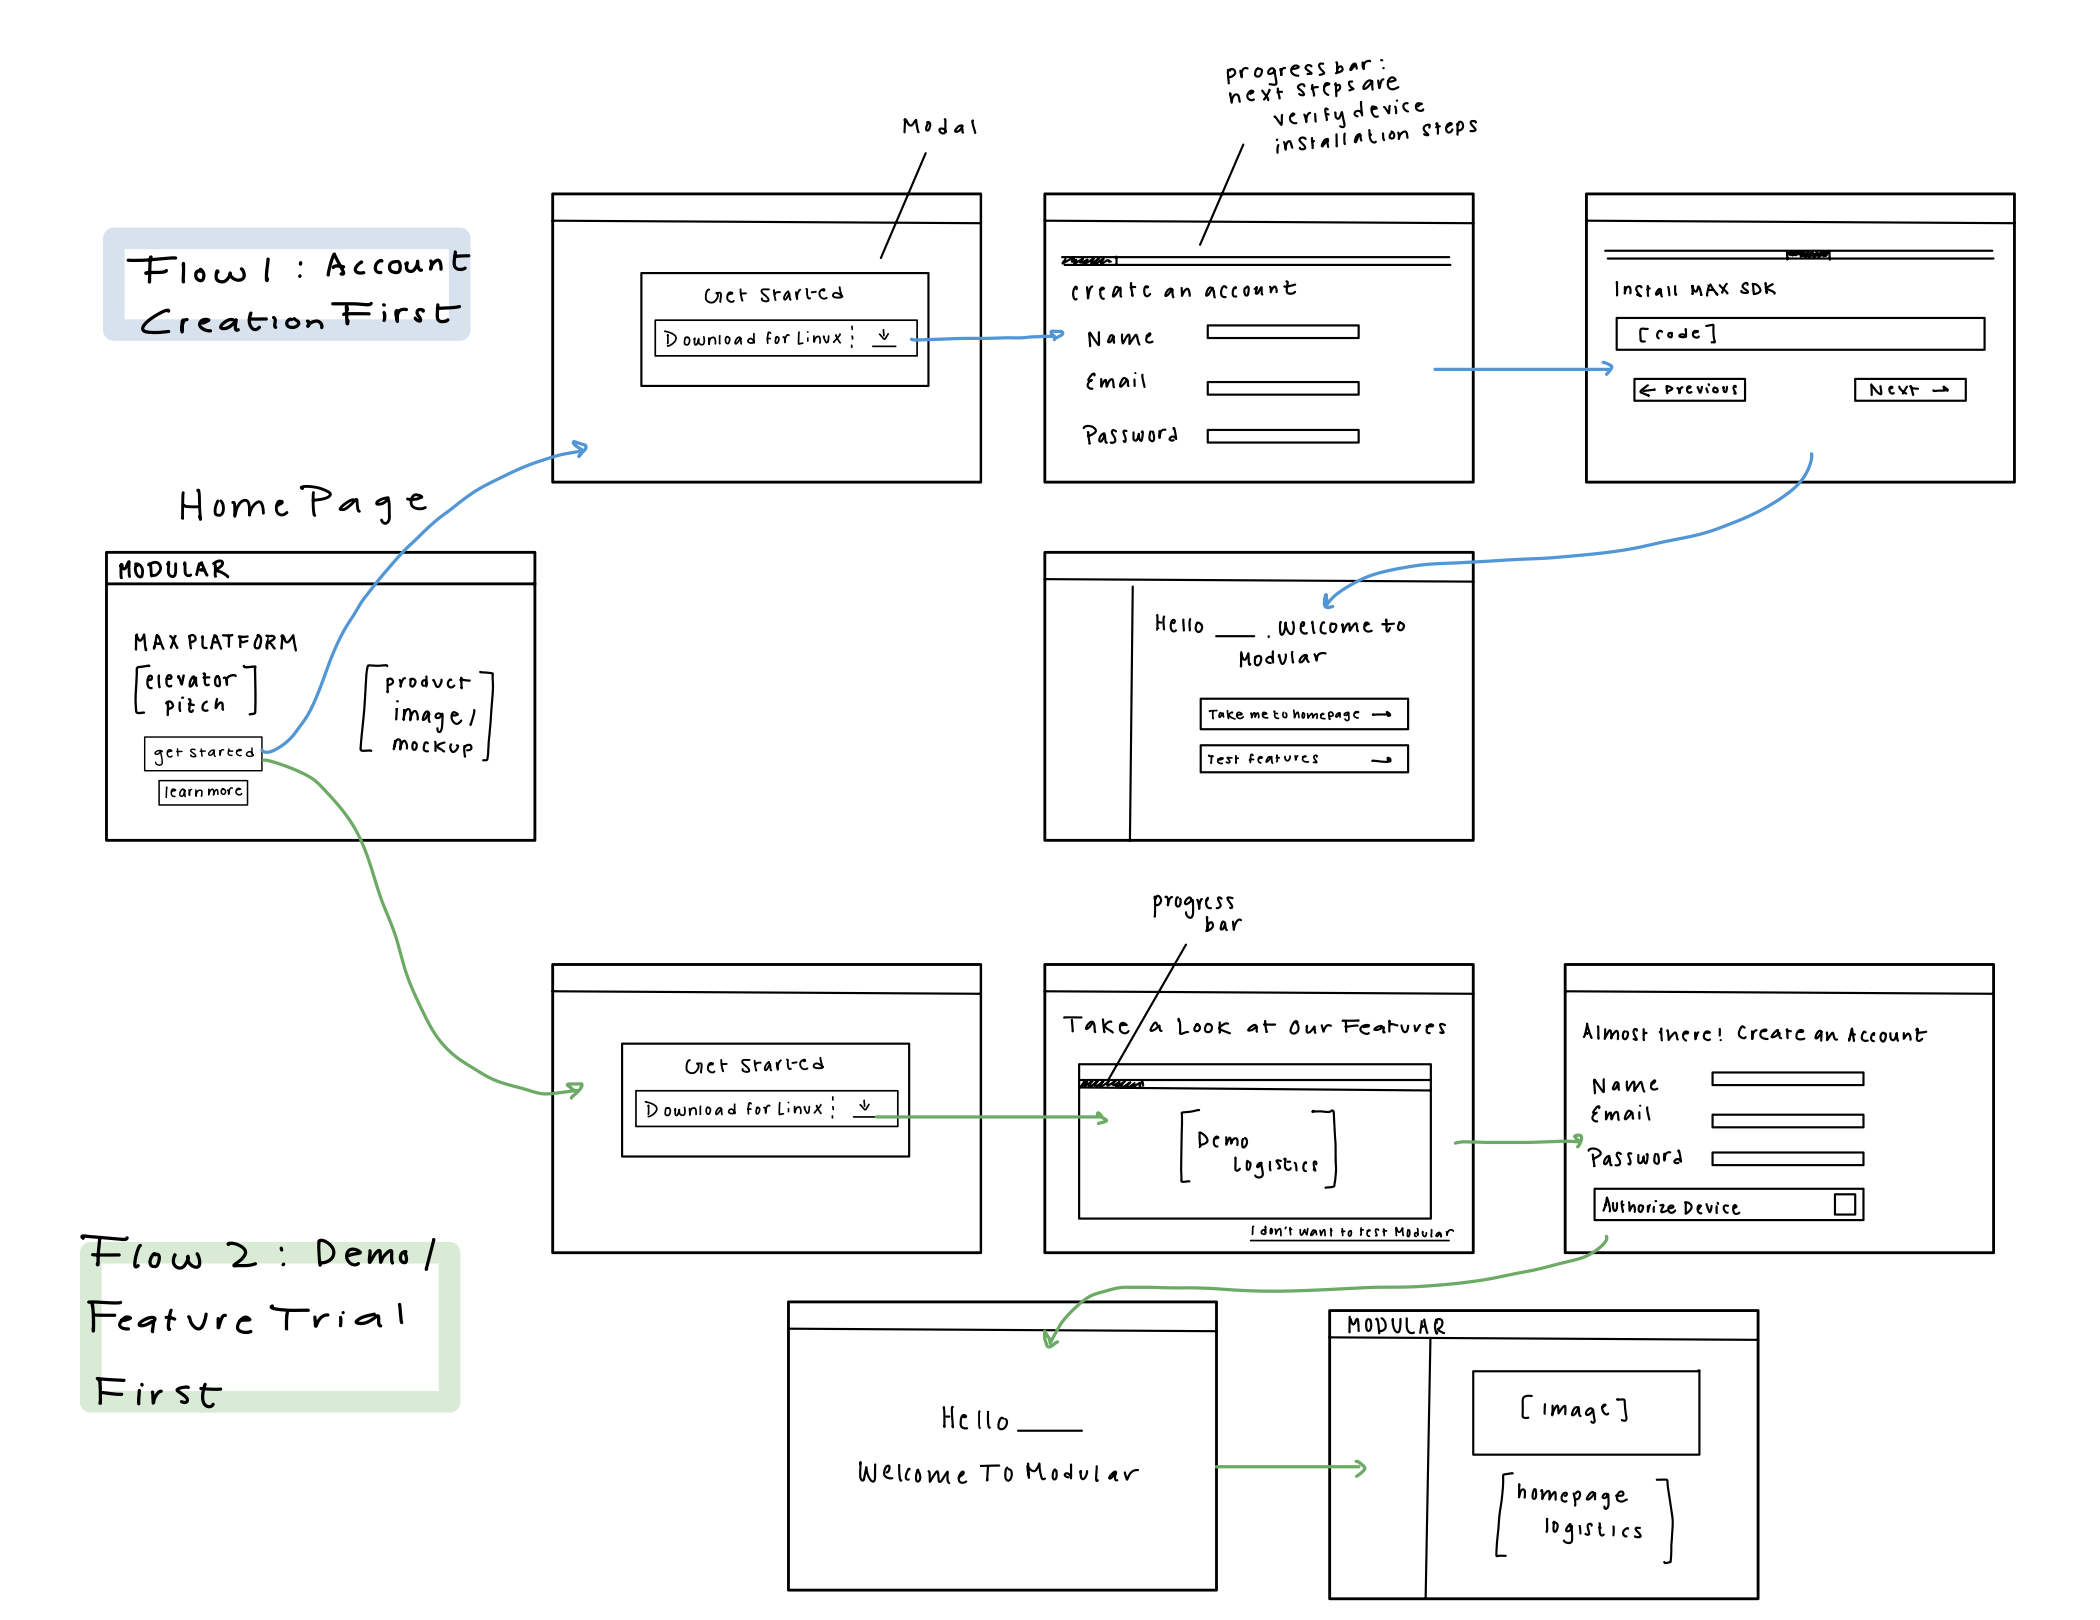 Modal
progress bar:
next steps are
verify device
installation steps
Flow 1: Account
Creation First
Get Started
Download for Linux
create an account
Name
Email
Password
Install MAX SDK
[code]
← Previous
Next →
Home Page
MODULAR
MAX PLATFORM
[elevator
pitch]
get started
learn more
[product
image/
mockup]
Hello ____. Welcome to
Modular
Take me to homepage →
Test features →
progress
bar
Get Started
Download for Linux
Take a Look at Our Features
[Demo
Logistics]
I don't want to test Modular
Almost there! Create an Account
Name
Email
Password
Authorize Device
Flow 2: Demo/
Feature Trial
First
Hello ____
Welcome To Modular
MODULAR
[image]
[homepage
logistics]